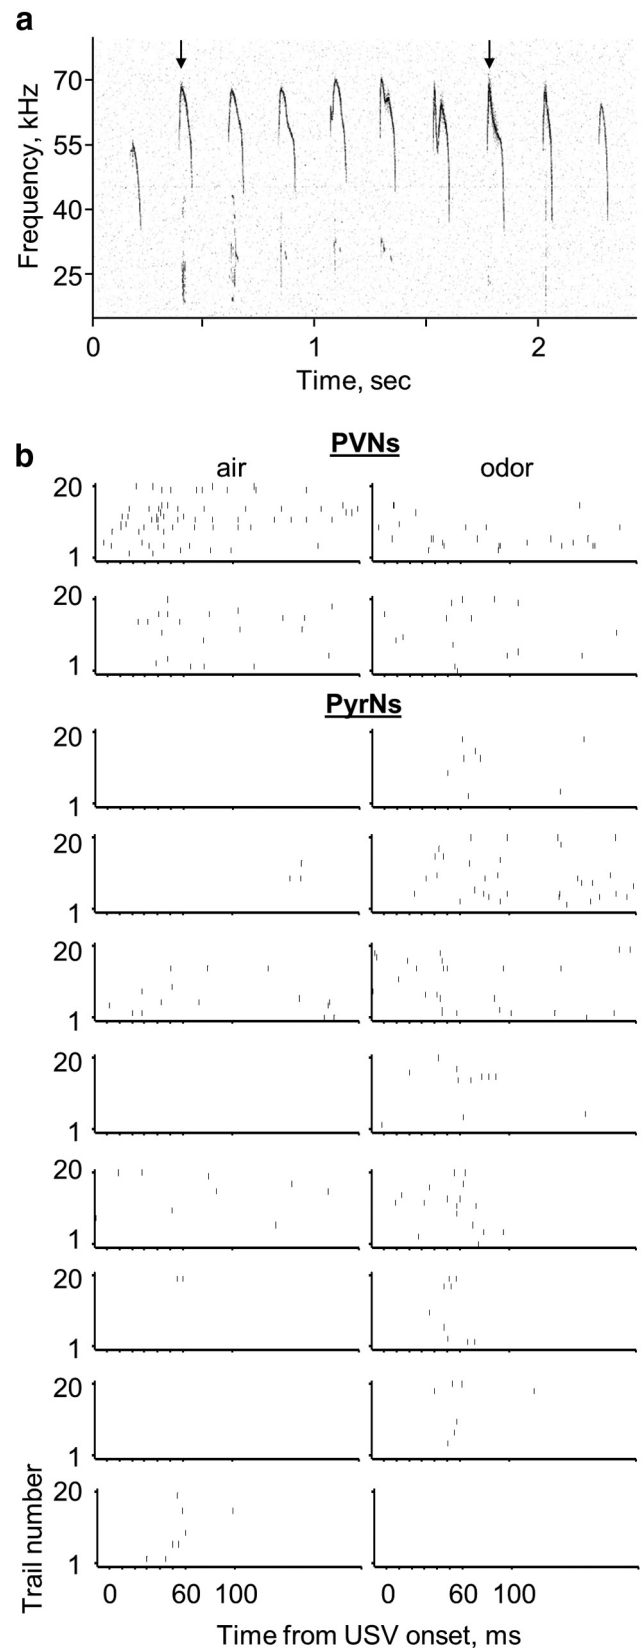 a
Frequency, kHz
70
55
40
25
0 1 2
Time, sec
b
PVNs
air odor
20
1
20
1
PyrNs
20
1
20
1
20
1
20
1
20
1
20
1
20
1
20
1
Trail number
0 60 100 0 60 100
Time from USV onset, ms